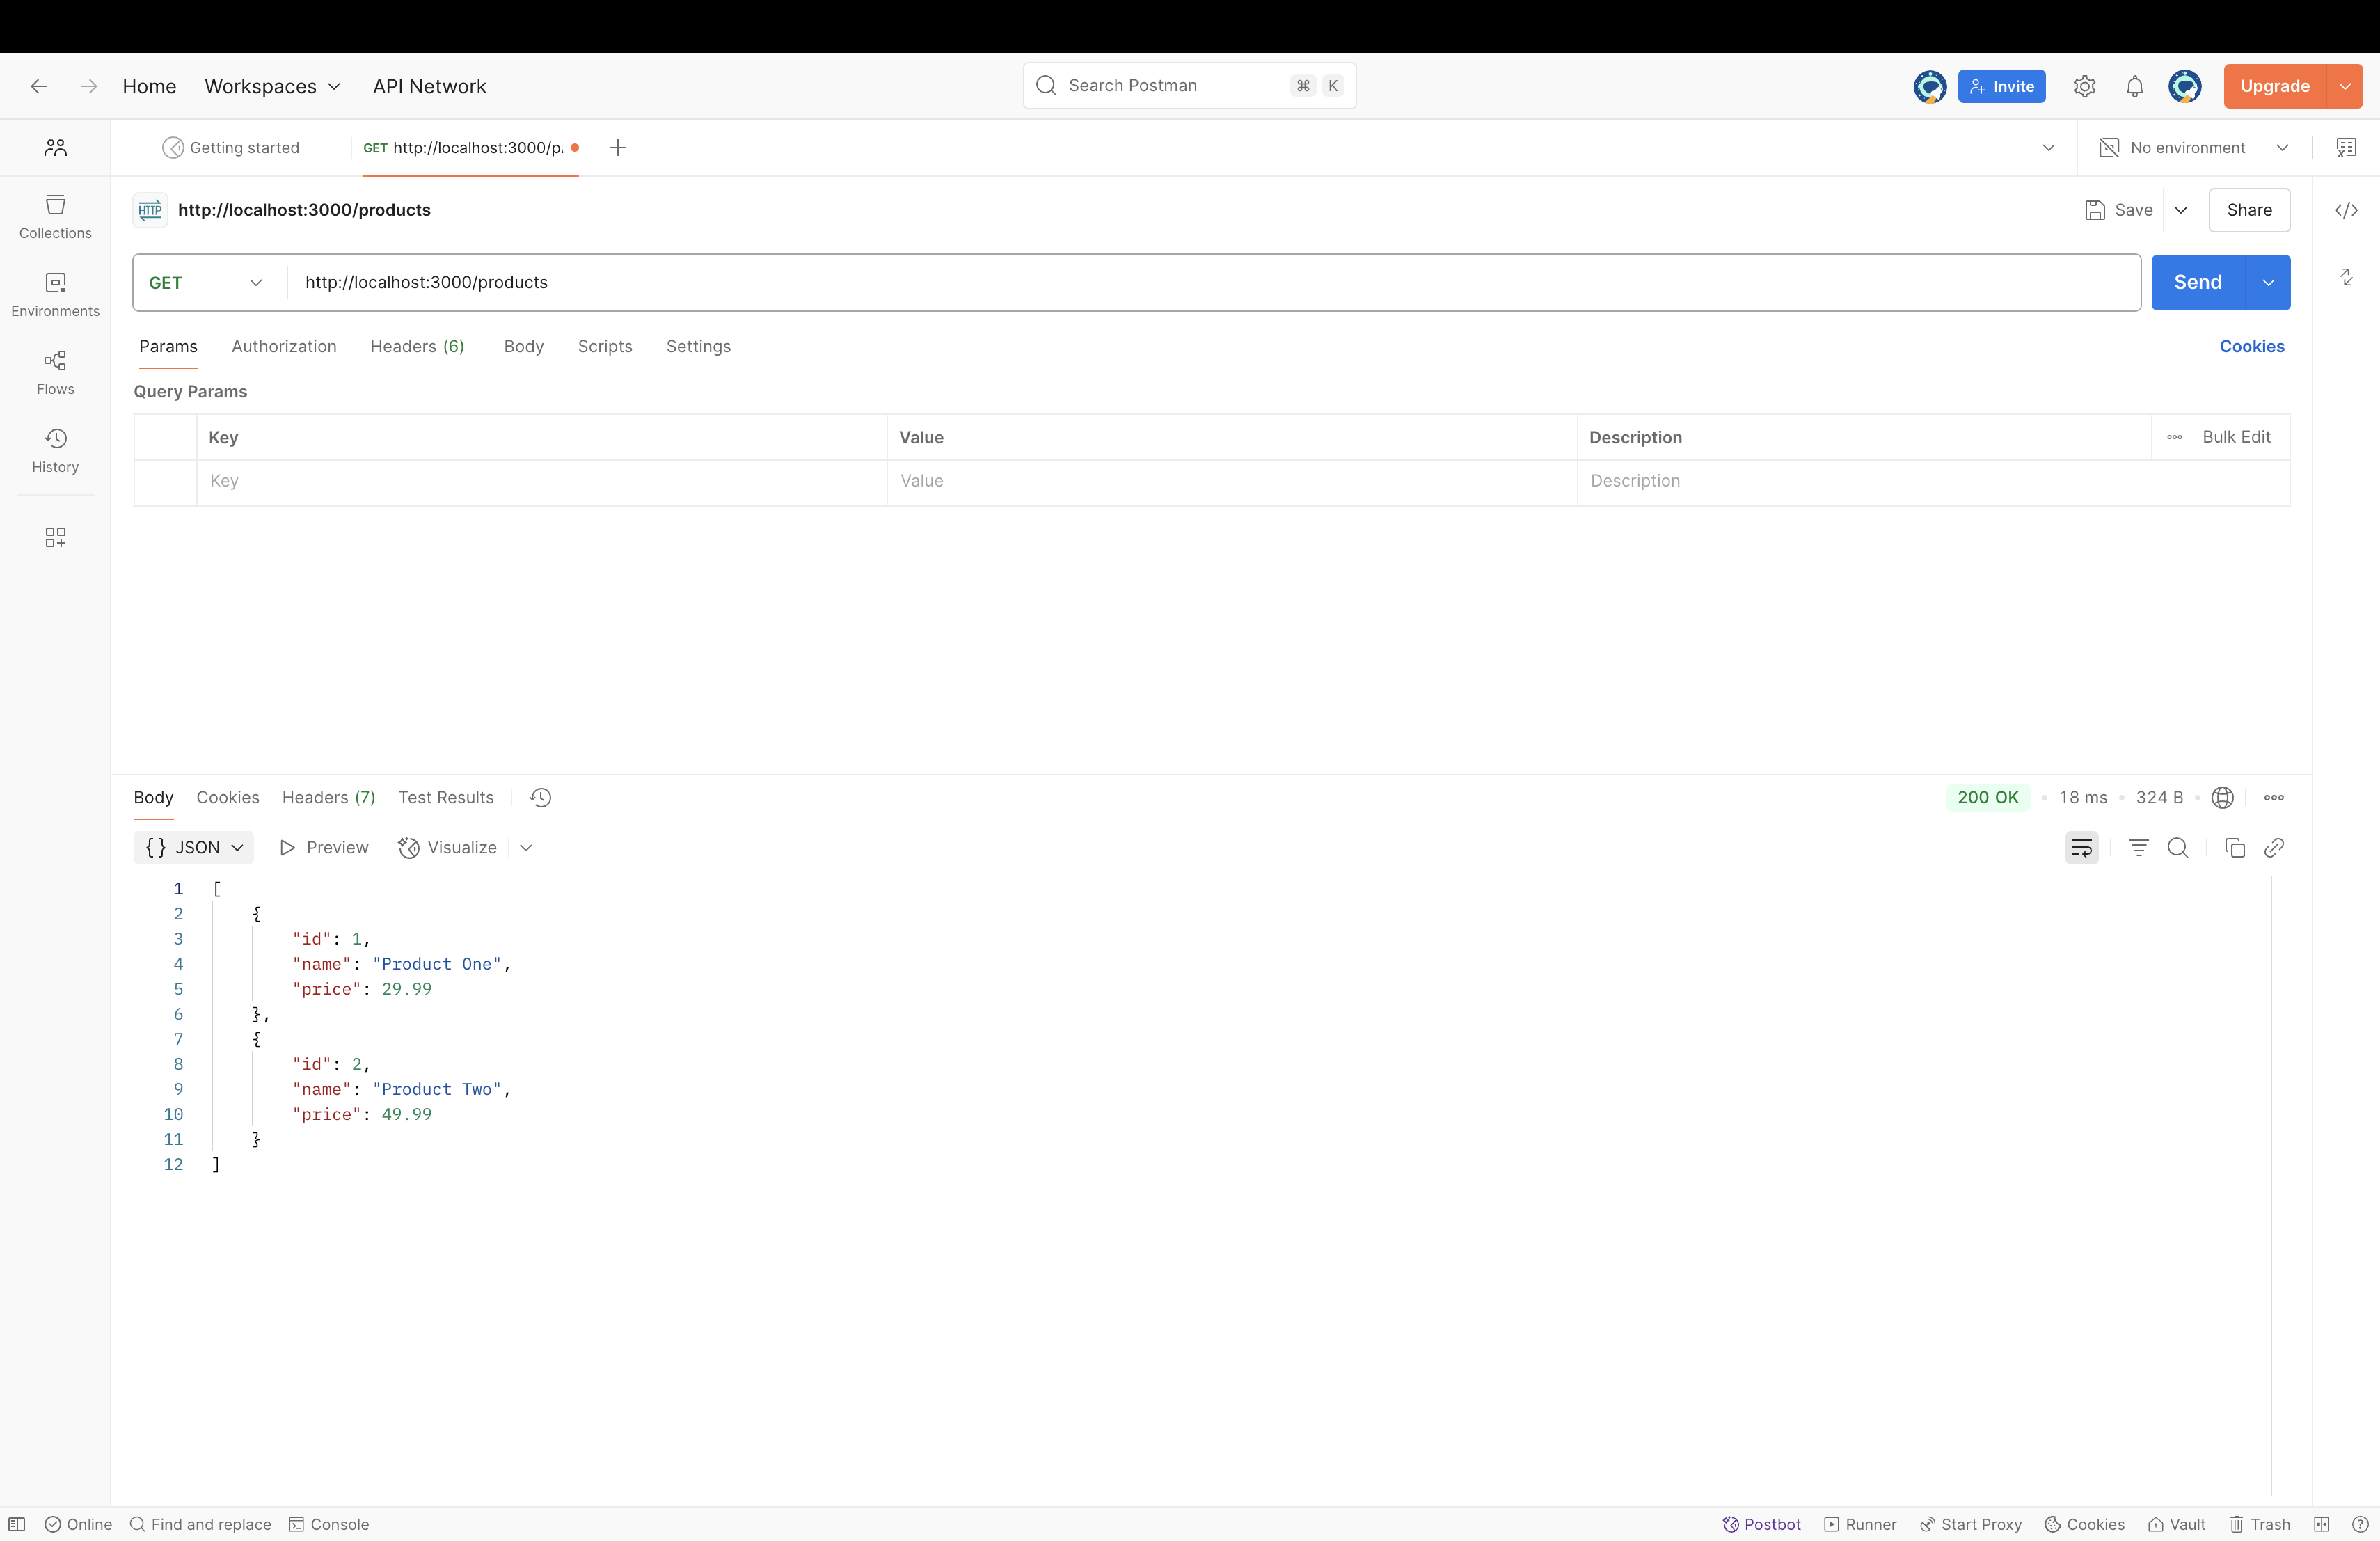 Home Workspaces API Network Search Postman ⌘ K Invite Upgrade
Getting started GET http://localhost:3000/p No environment
HTTP http://localhost:3000/products Save Share
GET http://localhost:3000/products Send
Params Authorization Headers (6) Body Scripts Settings Cookies
Query Params
Key Value Description Bulk Edit
Key Value Description
Collections
Environments
Flows
History
Body Cookies Headers (7) Test Results 200 OK 18 ms 324 B
{} JSON Preview Visualize
1 [
2 {
3 "id": 1,
4 "name": "Product One",
5 "price": 29.99
6 },
7 {
8 "id": 2,
9 "name": "Product Two",
10 "price": 49.99
11 }
12 ]
Online Find and replace Console Postbot Runner Start Proxy Cookies Vault Trash